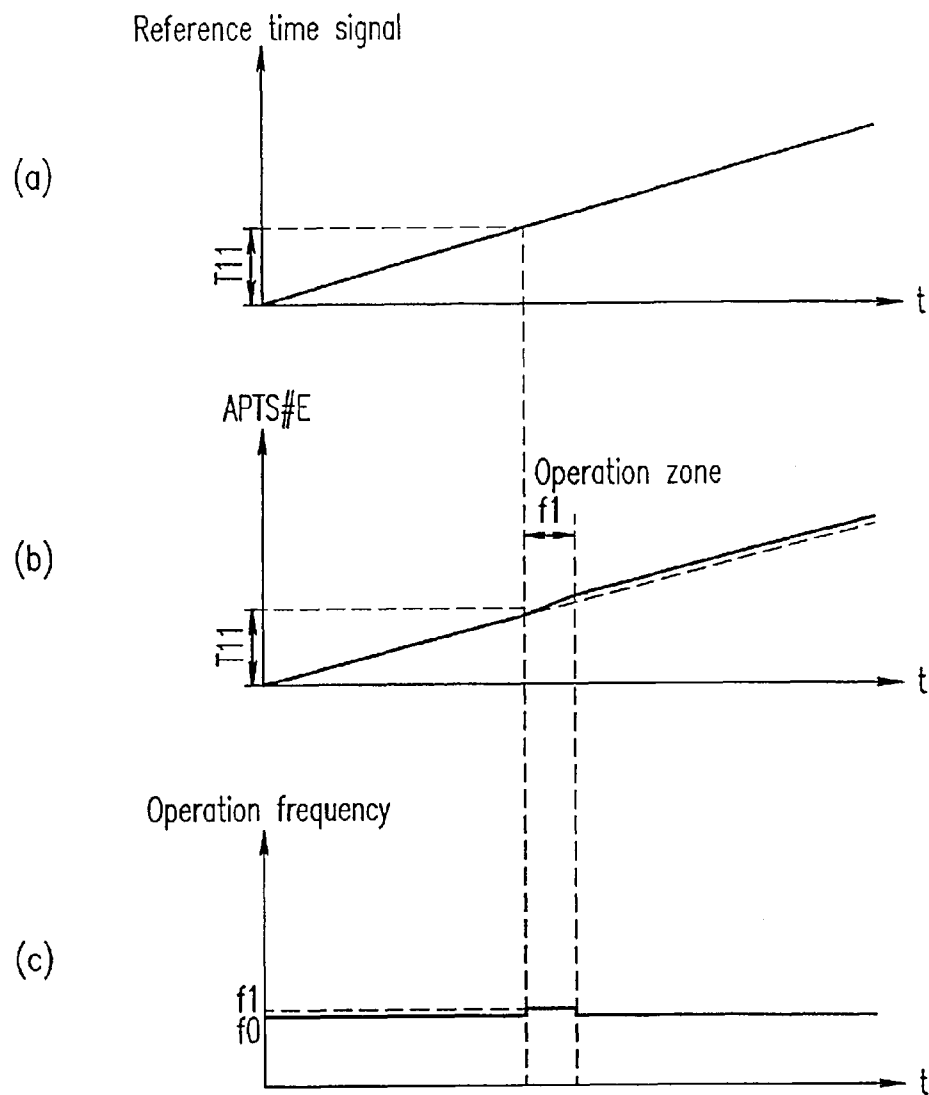 Reference time signal
(a)
T11
t
APTS#E
Operation zone
f1
(b)
T11
t
Operation frequency
(c)
f1
f0
t